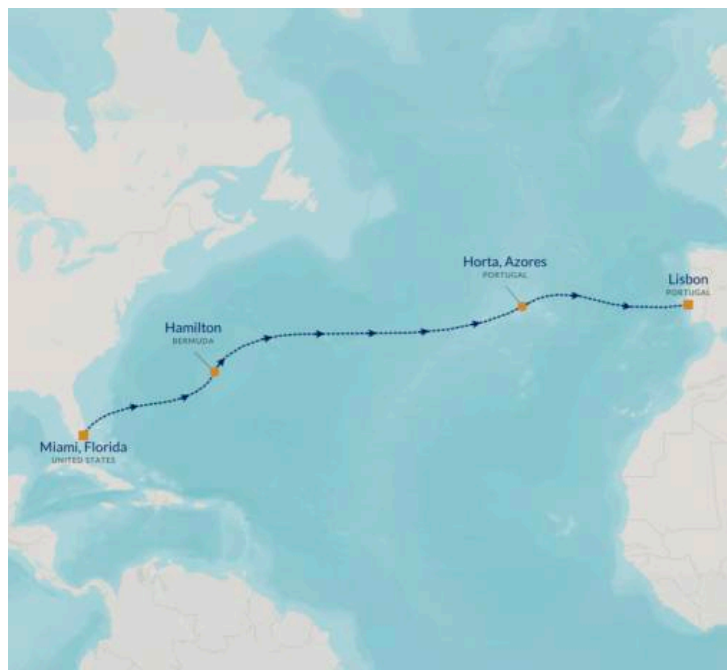 Horta, Azores
PORTUGAL
Lisbon
PORTUGAL
Hamilton
BERMUDA
Miami, Florida
UNITED STATES